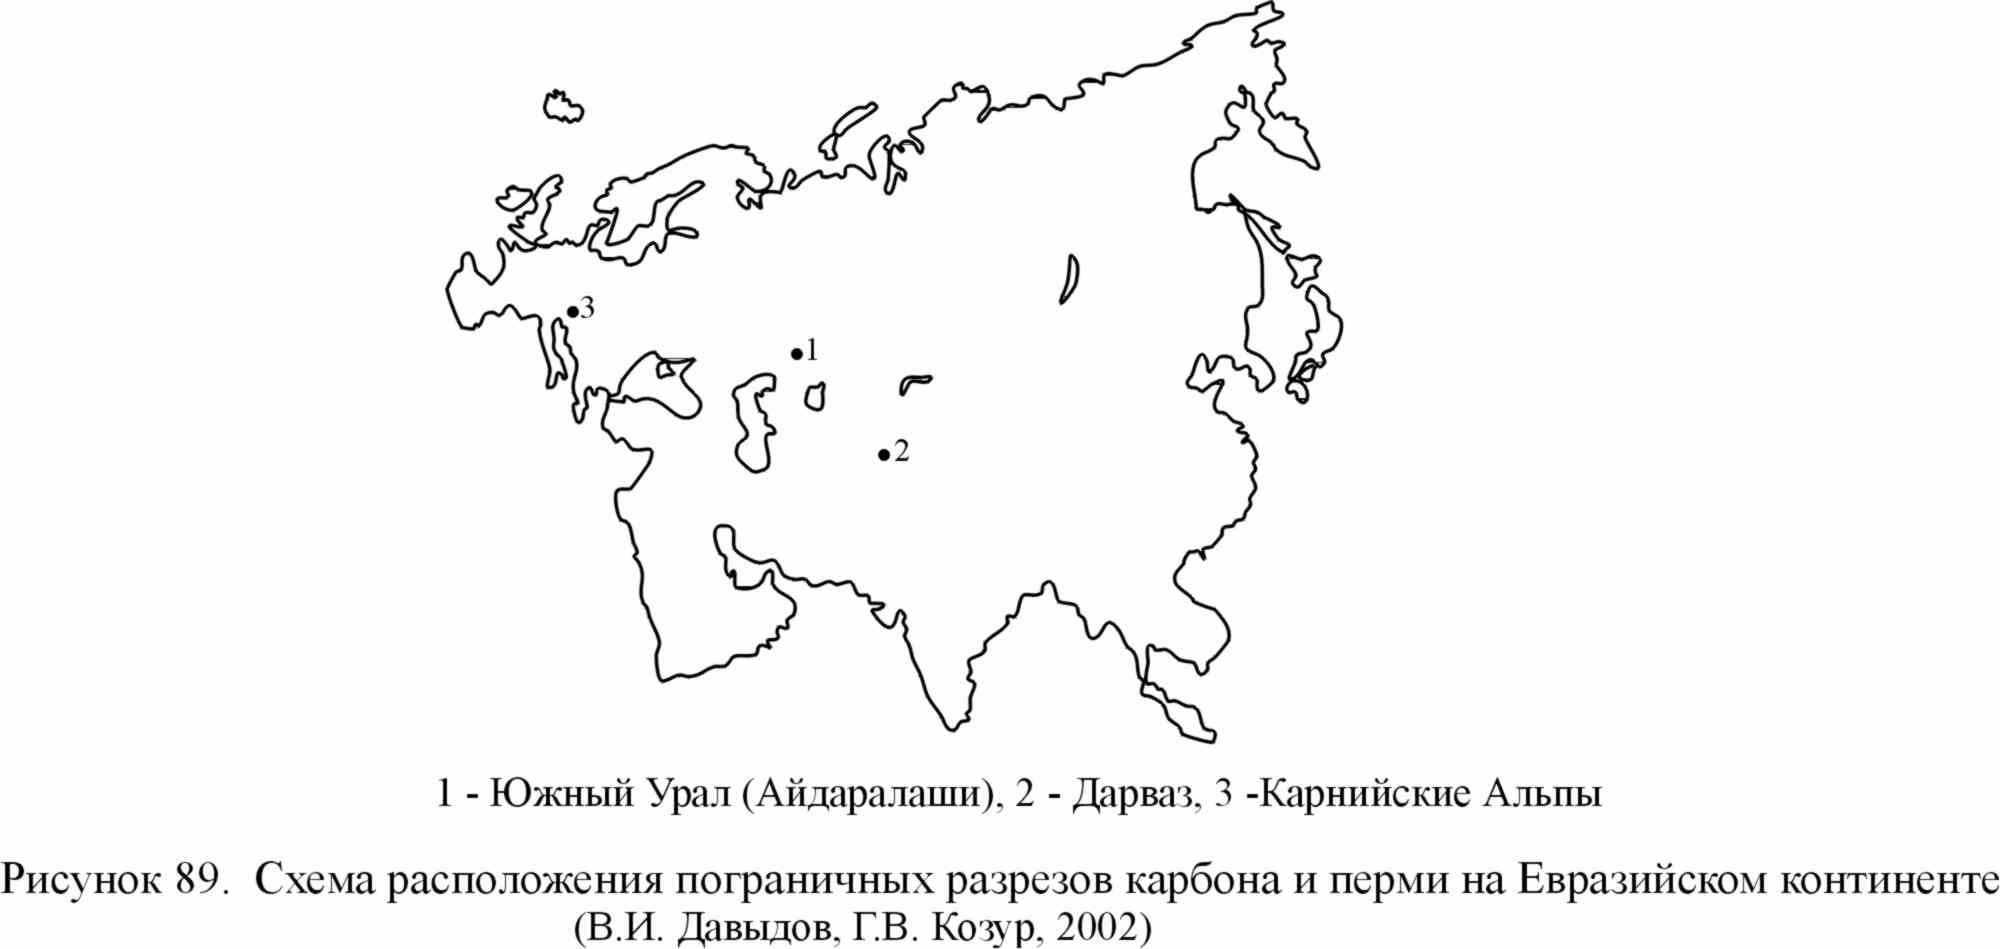 3
1
2
1 - Южный Урал (Айдаралаши), 2 - Дарваз, 3 -Карнийские Альпы
Рисунок 89. Схема расположения пограничных разрезов карбона и перми на Евразийском континенте
(В.И. Давыдов, Г.В. Козур, 2002)